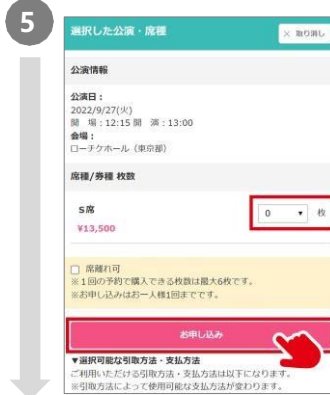 5
選択した公演・席種
× 取り消し
公演情報
公演日：
2022/9/27(火)
開　場：12:15 開　演：13:00
会場：
ローチケホール (東京都)
席種/券種 枚数
S席
0 ▼ 枚
¥13,500
□ 席離れ可
※１回の予約で購入できる枚数は最大6枚です。
※お申し込みはお一人様1回までです。
お申し込み
▼選択可能な引取方法・支払方法
ご利用いただける引取方法・支払方法は以下になります。
※引取方法によって使用可能な支払方法が変わります。